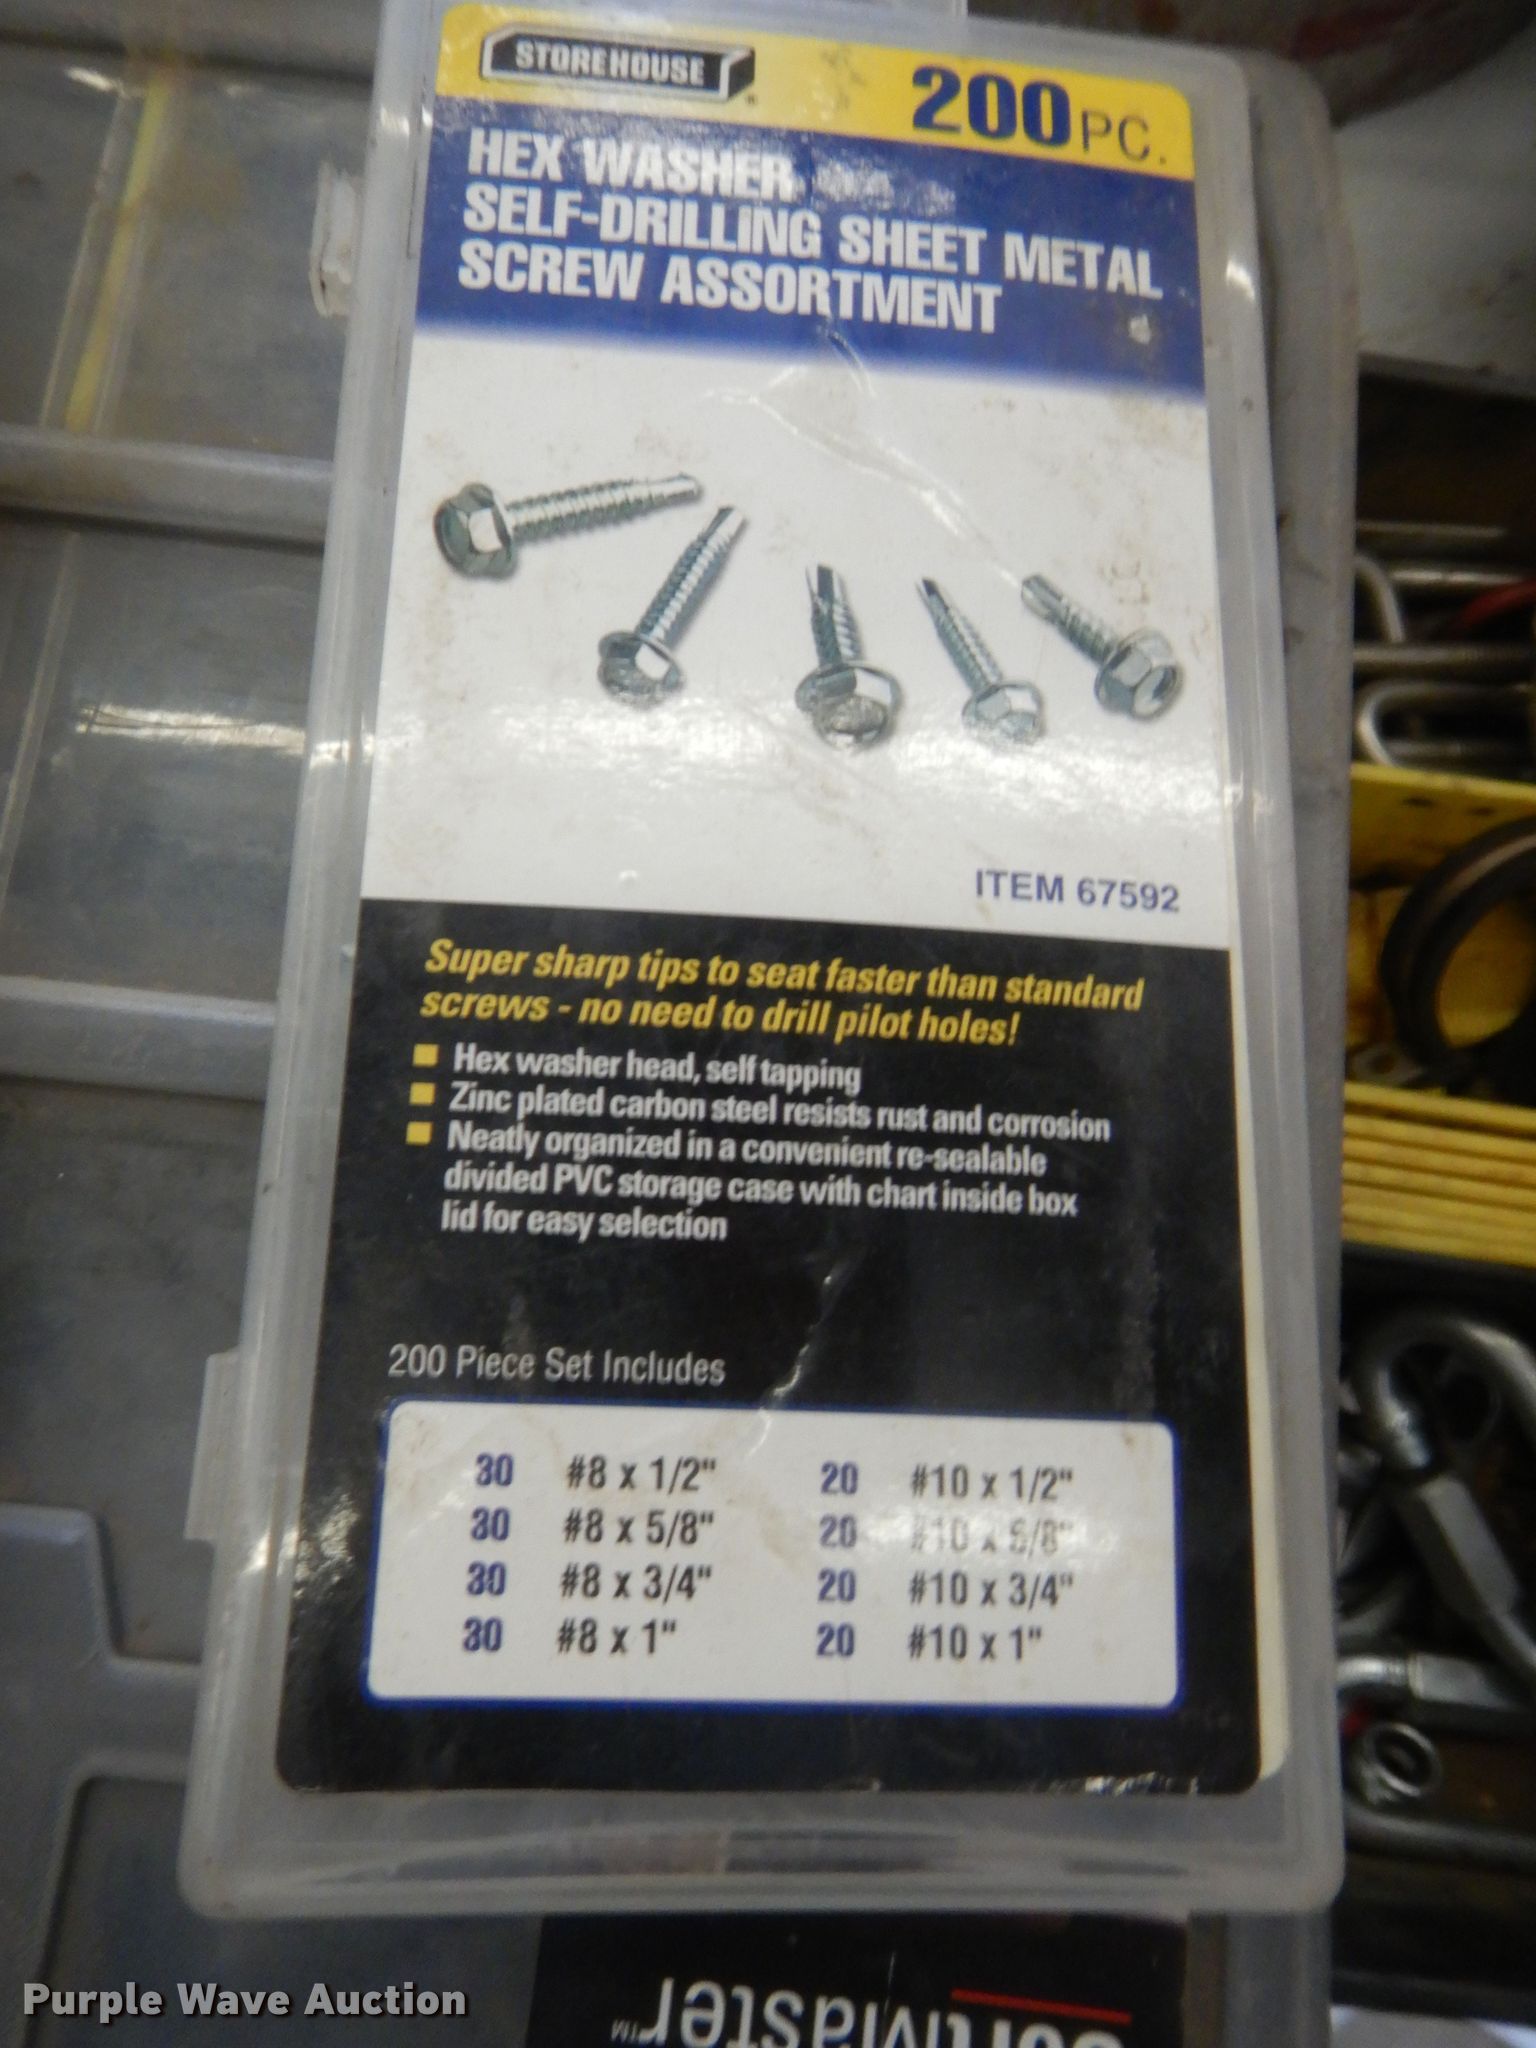 STOREHOUSE
200 PC.
HEX WASHER
SELF-DRILLING SHEET METAL
SCREW ASSORTMENT
ITEM 67592
Super sharp tips to seat faster than standard
screws - no need to drill pilot holes!
Hex washer head, self tapping
Zinc plated carbon steel resists rust and corrosion
Neatly organized in a convenient re-sealable
divided PVC storage case with chart inside box
lid for easy selection
200 Piece Set Includes
30 #8 x 1/2" 20 #10 x 1/2"
30 #8 x 5/8" 20 #10 x 5/8"
30 #8 x 3/4" 20 #10 x 3/4"
30 #8 x 1" 20 #10 x 1"
Purple Wave Auction